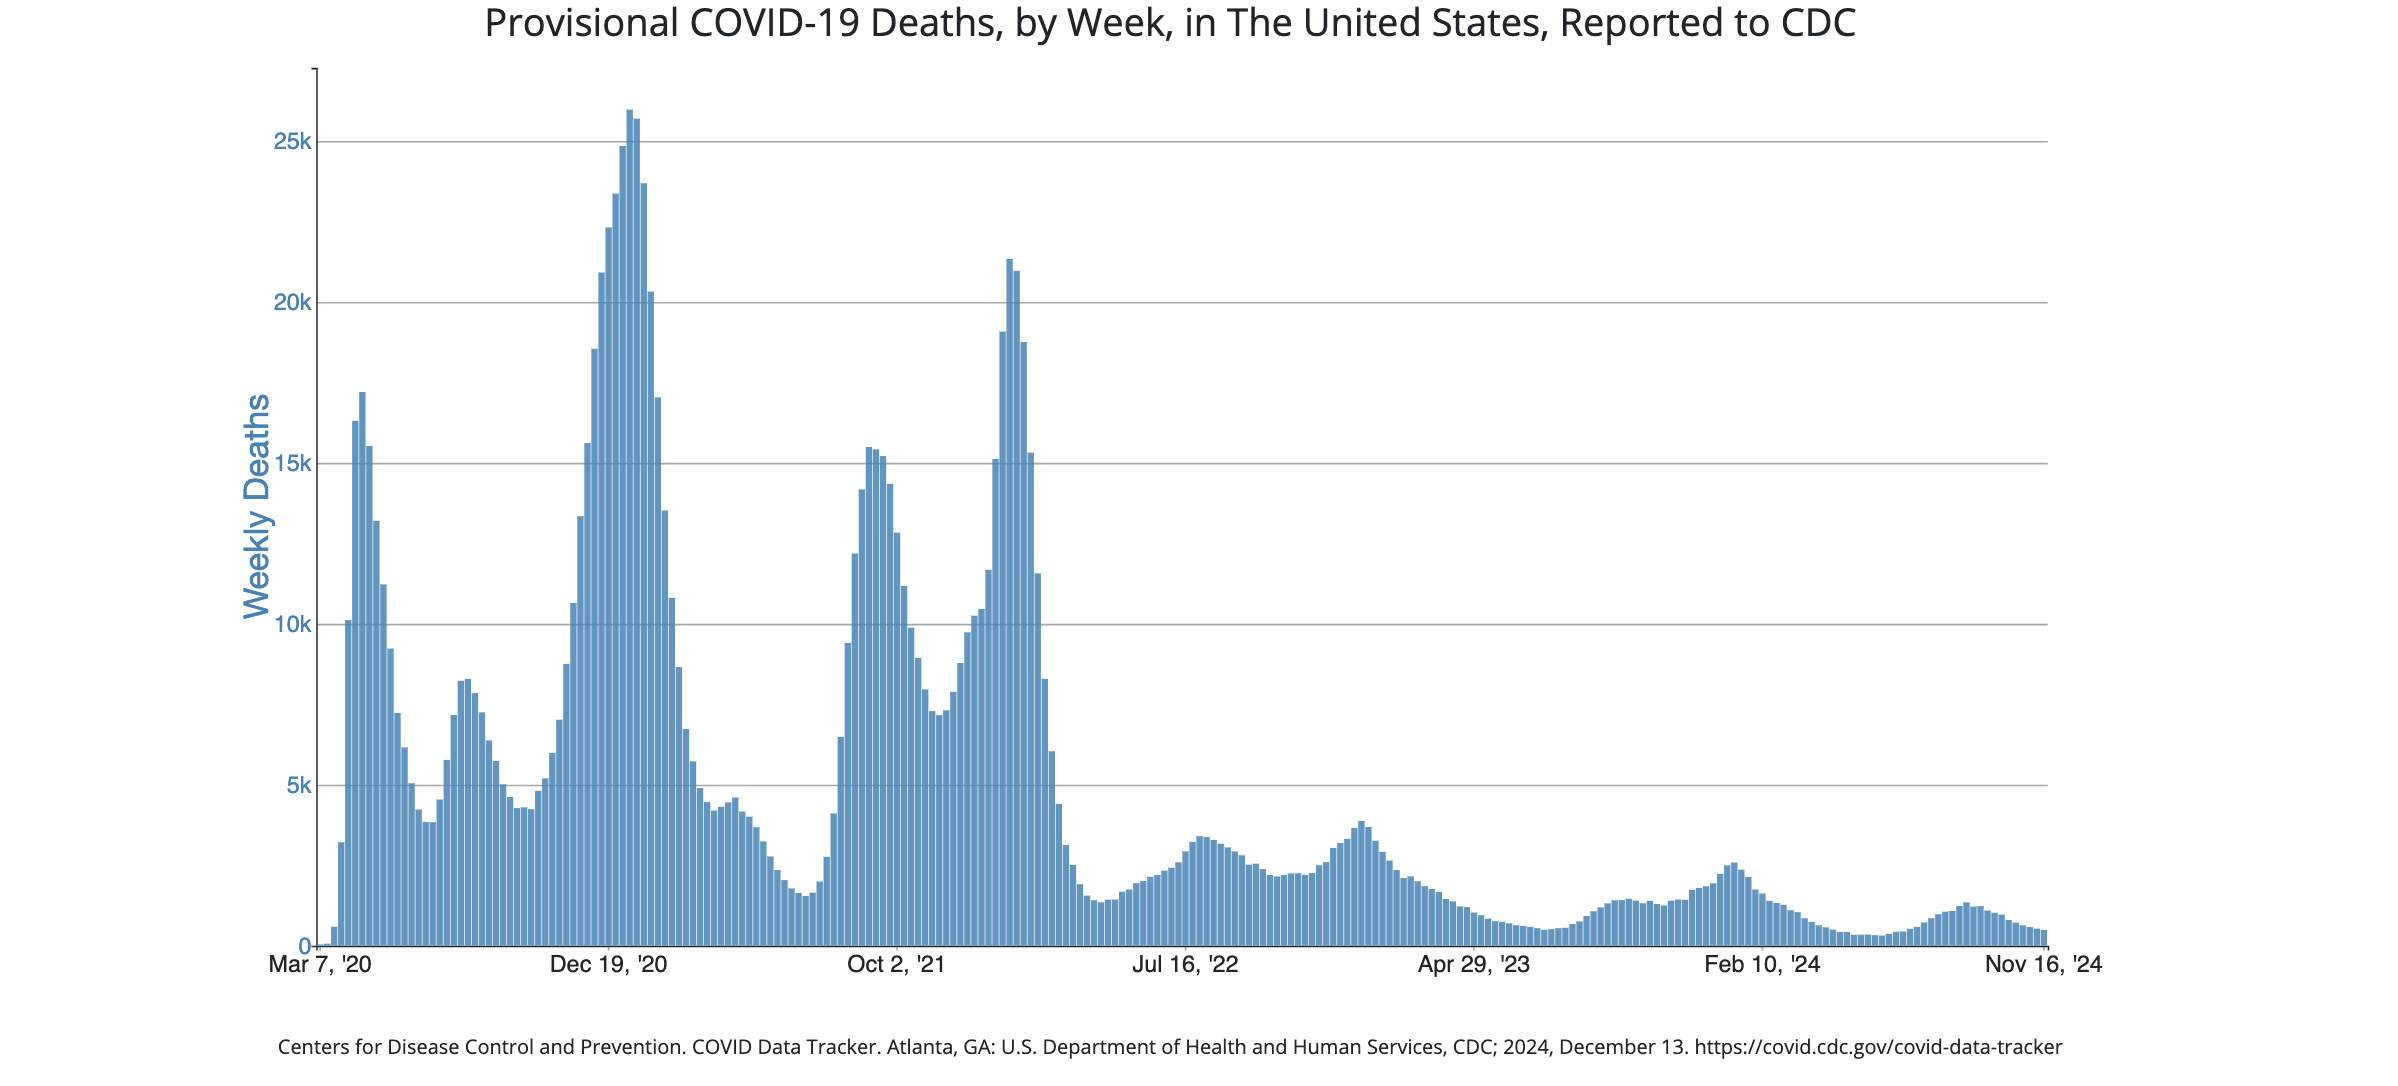 Provisional COVID-19 Deaths, by Week, in The United States, Reported to CDC
Weekly Deaths
25k
20k
15k
10k
5k
0
Mar 7, '20 Dec 19, '20 Oct 2, '21 Jul 16, '22 Apr 29, '23 Feb 10, '24 Nov 16, '24
Centers for Disease Control and Prevention. COVID Data Tracker. Atlanta, GA: U.S. Department of Health and Human Services, CDC; 2024, December 13. https://covid.cdc.gov/covid-data-tracker